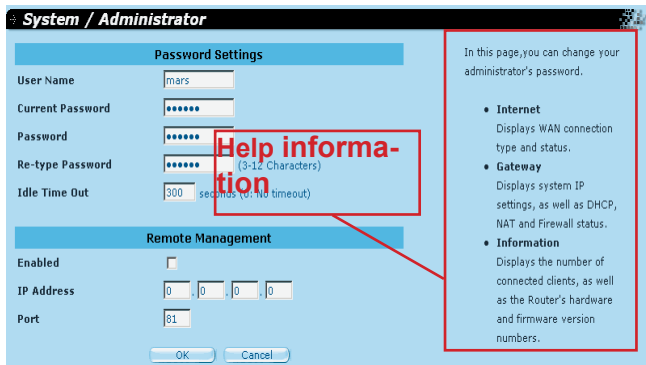 System / Administrator
Password Settings
User Name mars
Current Password ••••••
Password ••••••
Re-type Password •••••• (3-12 Characters)
Idle Time Out 300 seconds (0: No timeout)
Help informa-
tion
Remote Management
Enabled
IP Address 0 . 0 . 0 . 0
Port 81
OK Cancel
In this page,you can change your
administrator's password.
• Internet
Displays WAN connection
type and status.
• Gateway
Displays system IP
settings, as well as DHCP,
NAT and Firewall status.
• Information
Displays the number of
connected clients, as well
as the Router's hardware
and firmware version
numbers.